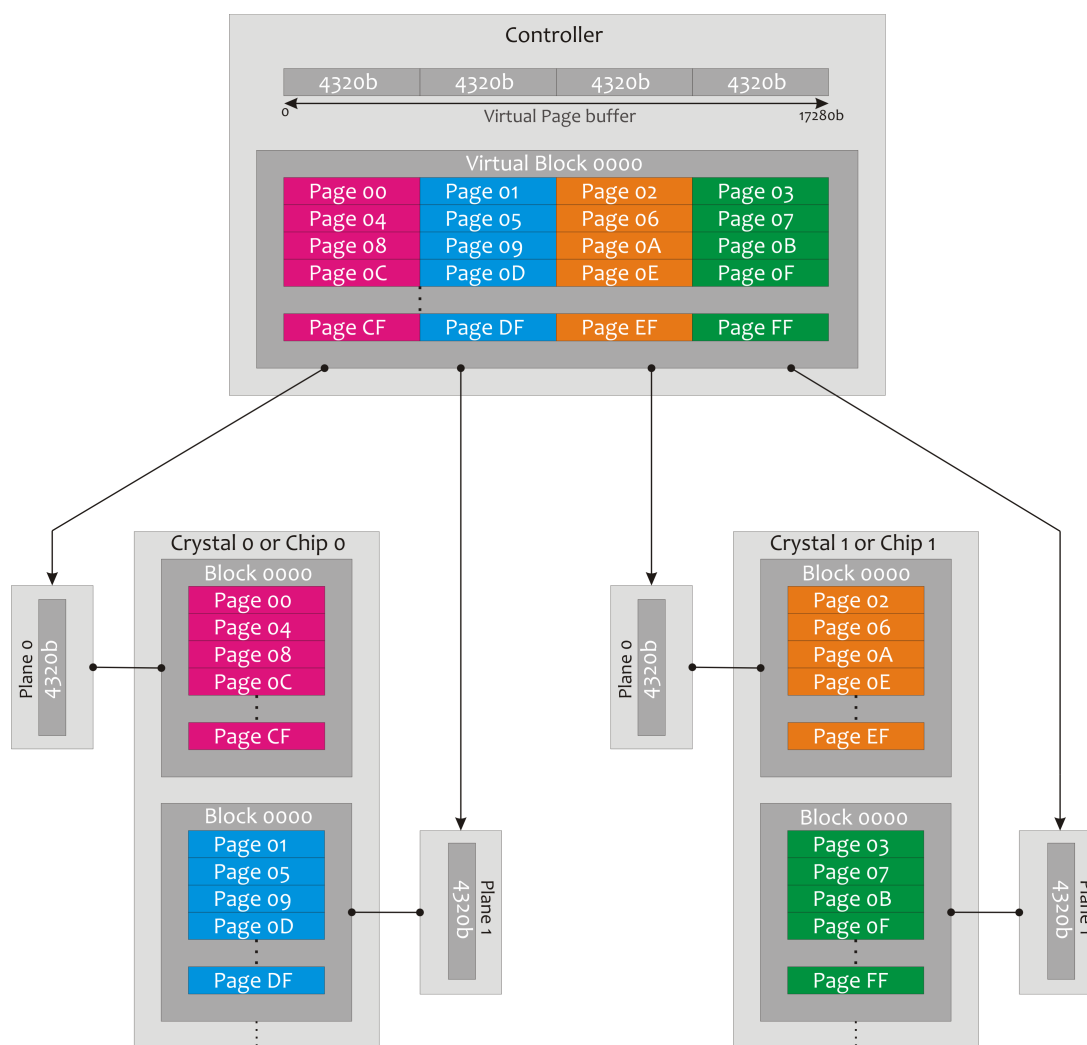 Controller
4320b 4320b 4320b 4320b
0 Virtual Page buffer 17280b
Virtual Block 0000
Page 00 Page 01 Page 02 Page 03
Page 04 Page 05 Page 06 Page 07
Page 08 Page 09 Page 0A Page 0B
Page 0C Page 0D Page 0E Page 0F
Page CF Page DF Page EF Page FF
Crystal 0 or Chip 0
Block 0000
Page 00
Page 04
Page 08
Page 0C
Page CF
Plane 0
4320b
Block 0000
Page 01
Page 05
Page 09
Page 0D
Page DF
4320b
Plane 1
Crystal 1 or Chip 1
Block 0000
Page 02
Page 06
Page 0A
Page 0E
Page EF
Plane 0
4320b
Block 0000
Page 03
Page 07
Page 0B
Page 0F
Page FF
4320b
Plane 1